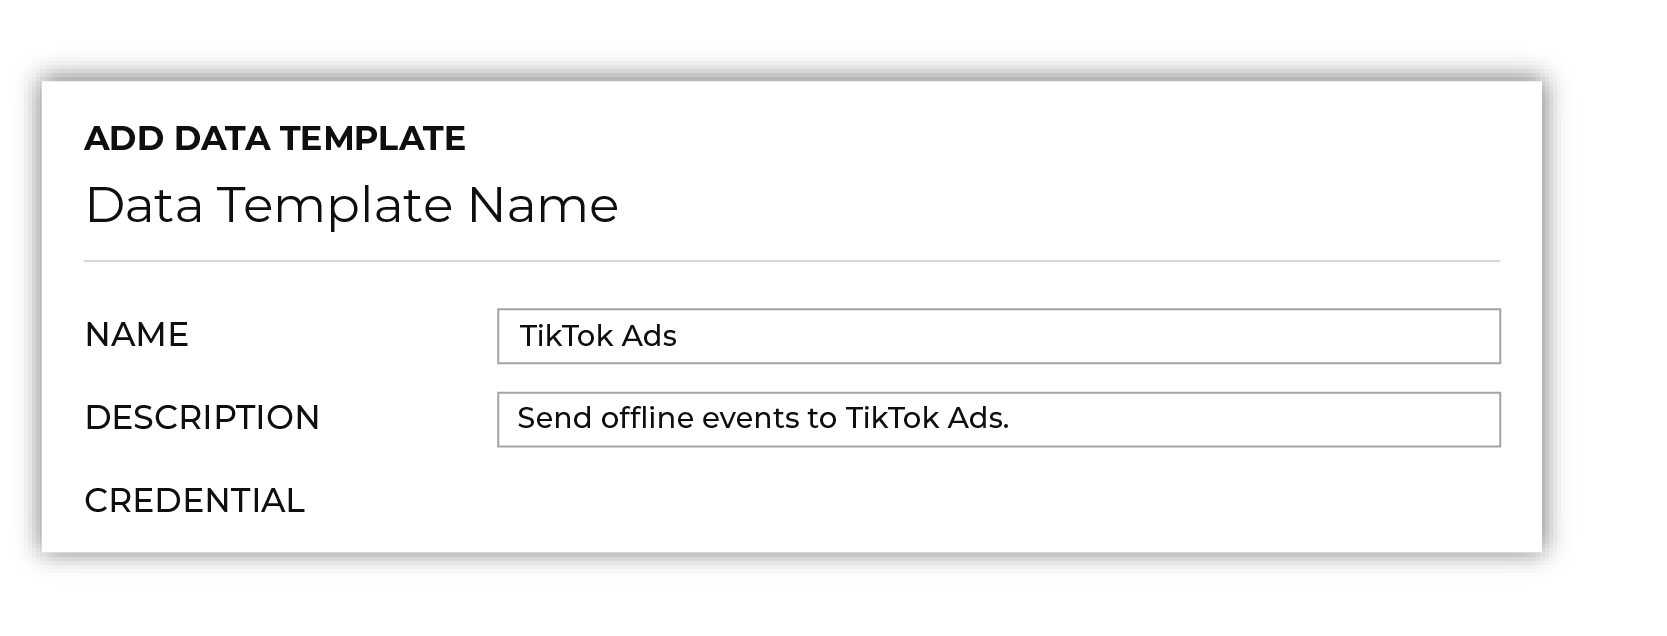 ADD DATA TEMPLATE
Data Template Name
NAME
TikTok Ads
DESCRIPTION
Send offline events to TikTok Ads.
CREDENTIAL